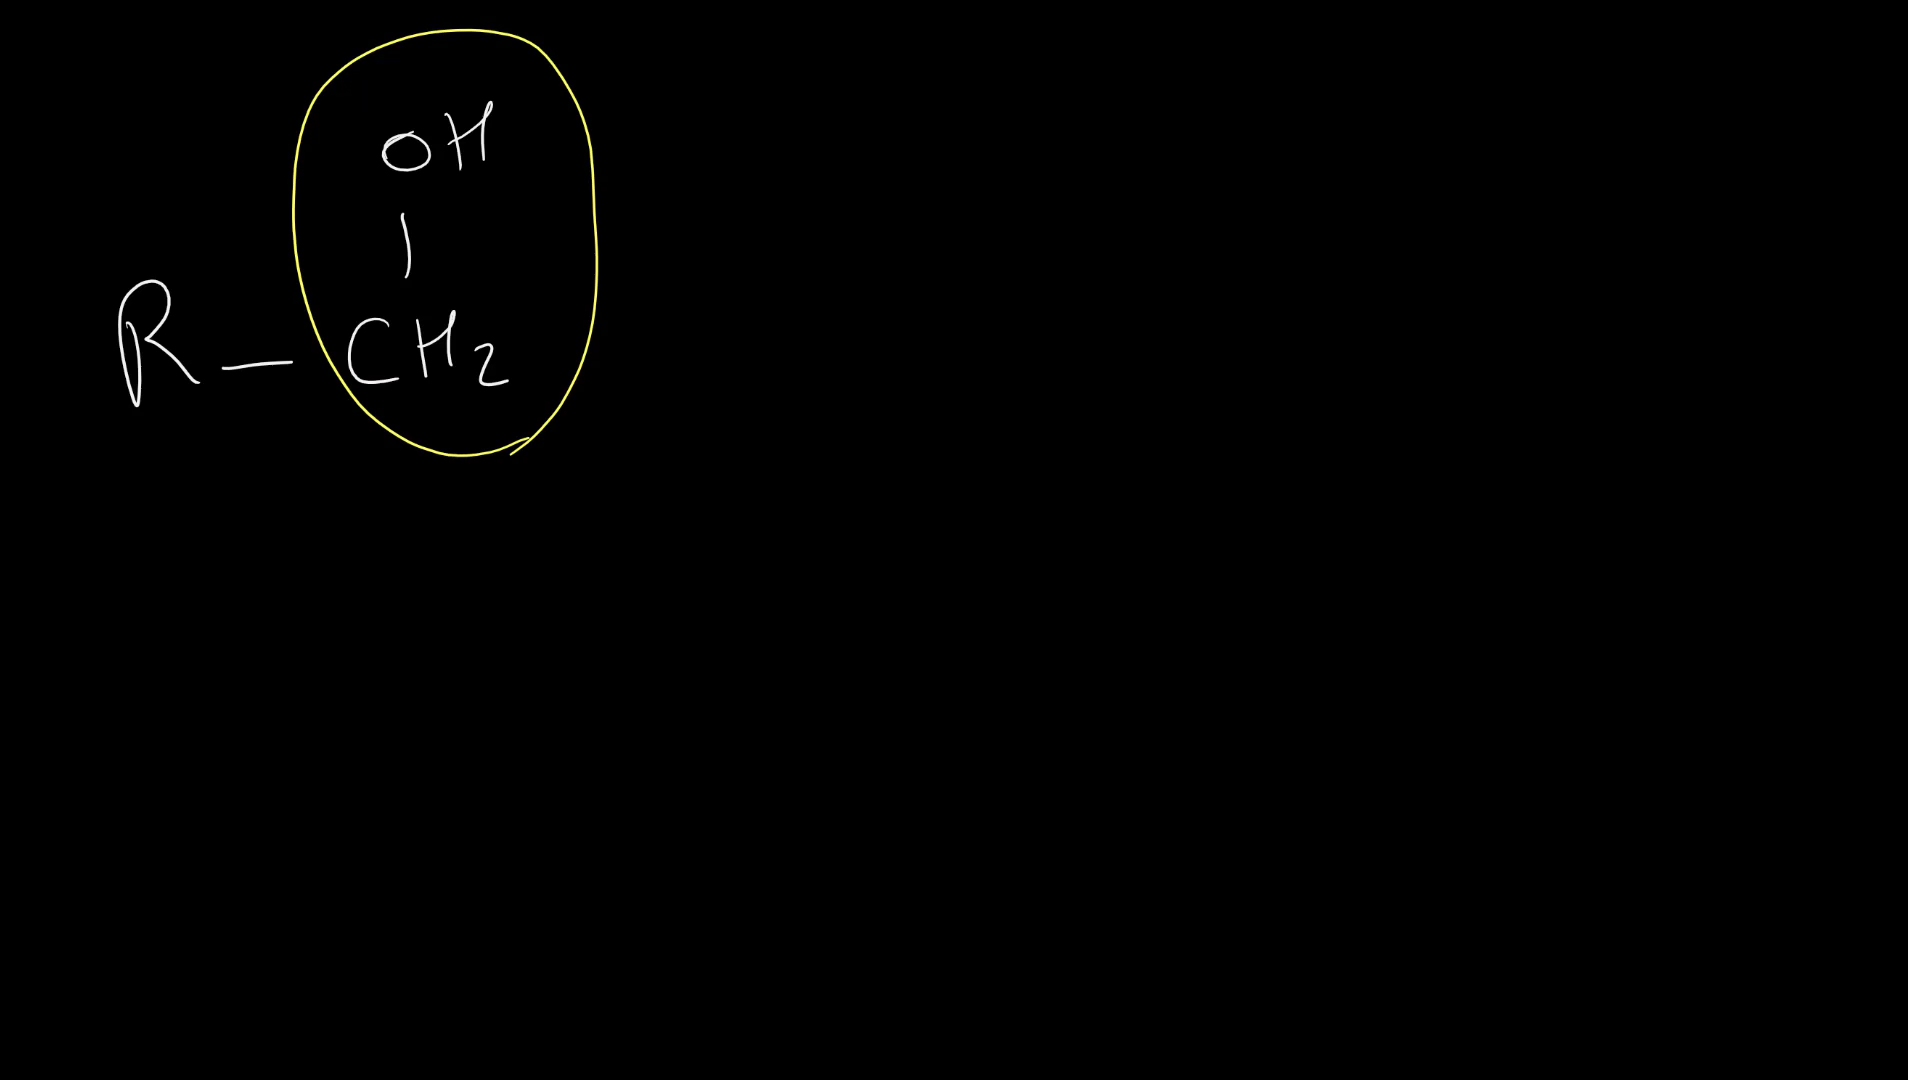 OH
|
R — CH₂